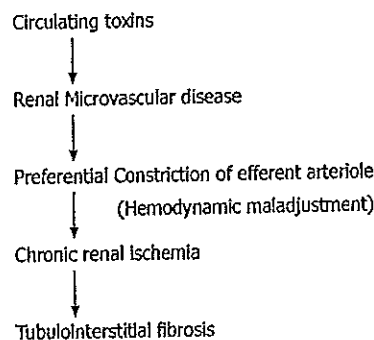 Circulating toxins
Renal Microvascular disease
Preferential Constriction of efferent arteriole
(Hemodynamic maladjustment)
Chronic renal ischemia
Tubulointerstitial fibrosis